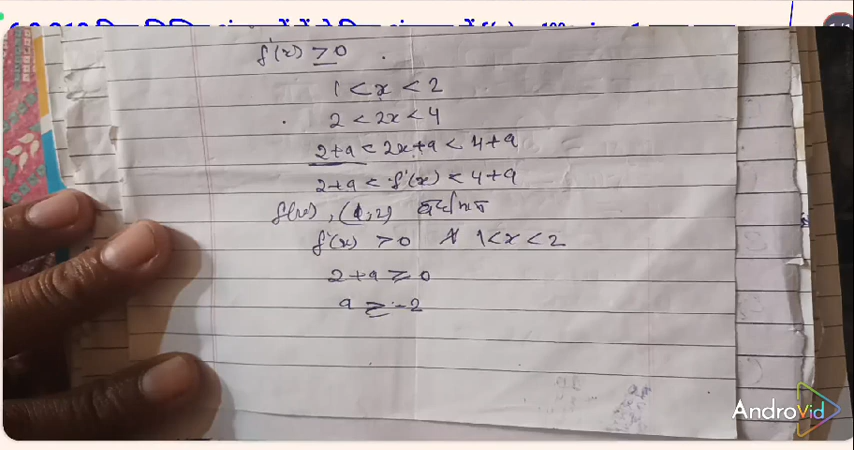 f'(x) ≥ 0
1 < x < 2
2 < 2x < 4
2+a < 2x+a < 4+a
2+a < f'(x) < 4+a
f(x), (1,2) वर्धमान
f'(x) > 0 1 < x < 2
2+a ≥ 0
a ≥ -2
AndroVid